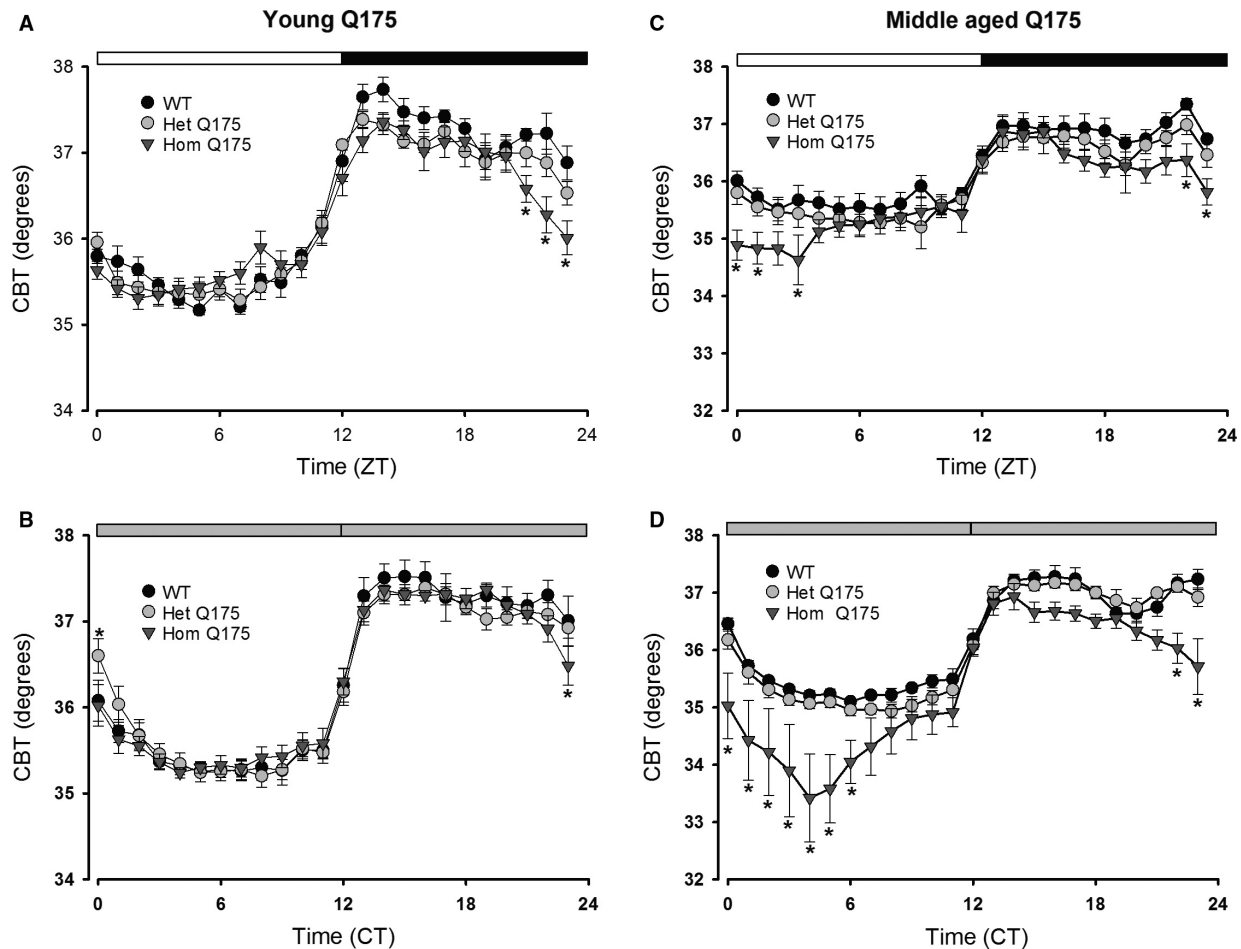 A
Young Q175
38
37
36
35
34
CBT (degrees)
WT
Het Q175
Hom Q175
*
*
*
0
6
12
18
24
Time (ZT)
C
Middle aged Q175
38
37
36
35
34
33
32
CBT (degrees)
WT
Het Q175
Hom Q175
*
*
*
*
*
0
6
12
18
24
Time (ZT)
B
38
37
36
35
34
CBT (degrees)
WT
Het Q175
Hom Q175
*
*
0
6
12
18
24
Time (CT)
D
38
37
36
35
34
33
32
CBT (degrees)
WT
Het Q175
Hom Q175
*
*
*
*
*
*
*
*
*
0
6
12
18
24
Time (CT)